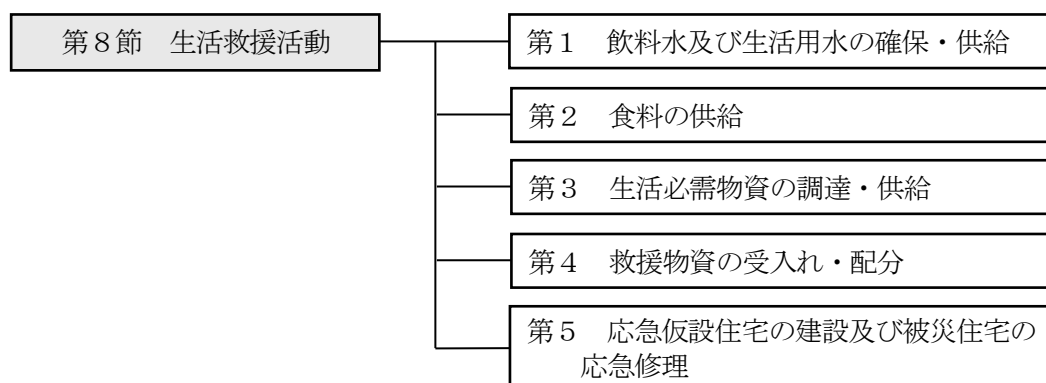 第８節　生活救援活動
第１　飲料水及び生活用水の確保・供給
第２　食料の供給
第３　生活必需物資の調達・供給
第４　救援物資の受入れ・配分
第５　応急仮設住宅の建設及び被災住宅の
応急修理